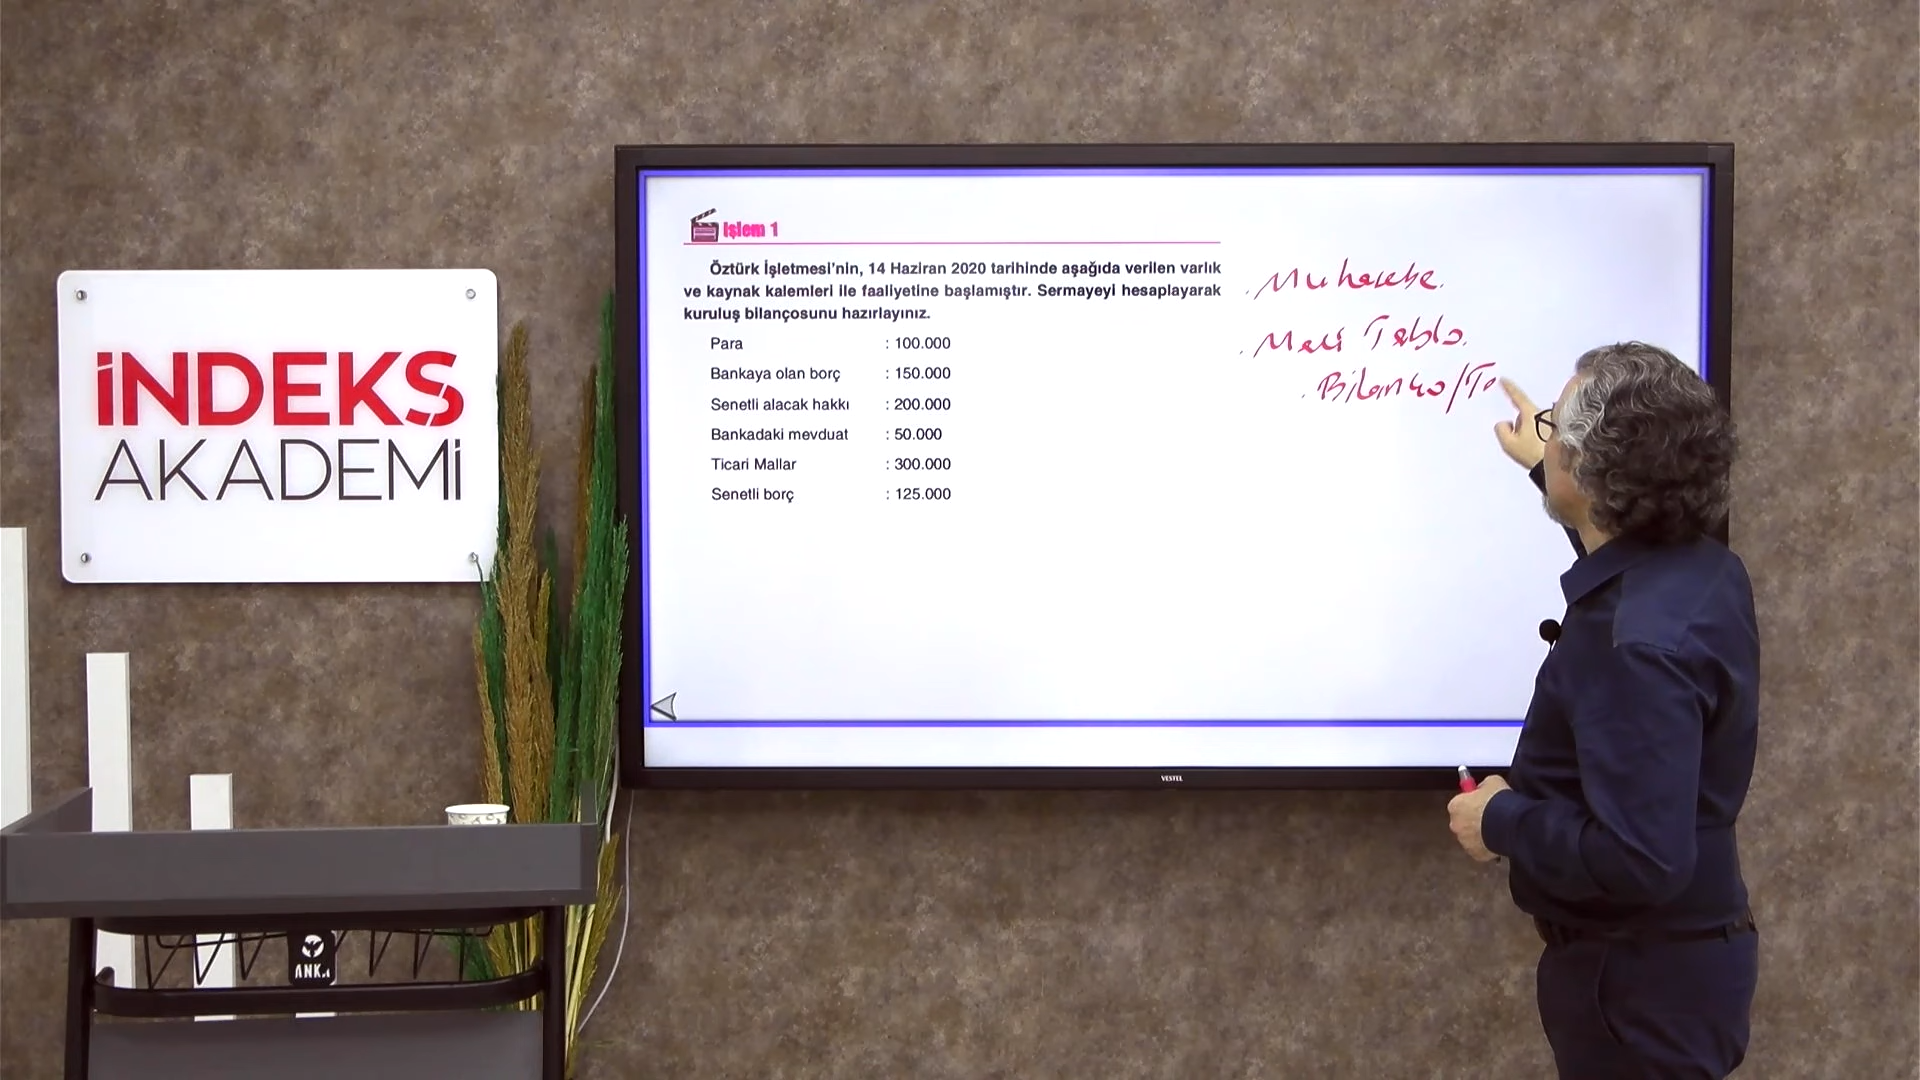 İNDEKS
AKADEMİ
İşlem 1
Öztürk İşletmesi'nin, 14 Haziran 2020 tarihinde aşağıda verilen varlık
ve kaynak kalemleri ile faaliyetine başlamıştır. Sermayeyi hesaplayarak
kuruluş bilançosunu hazırlayınız.
Para : 100.000
Bankaya olan borç : 150.000
Senetli alacak hakkı : 200.000
Bankadaki mevduat : 50.000
Ticari Mallar : 300.000
Senetli borç : 125.000
. Muhasebe.
. Mali Tablo.
. Bilanço/T
VESTEL
ANKA